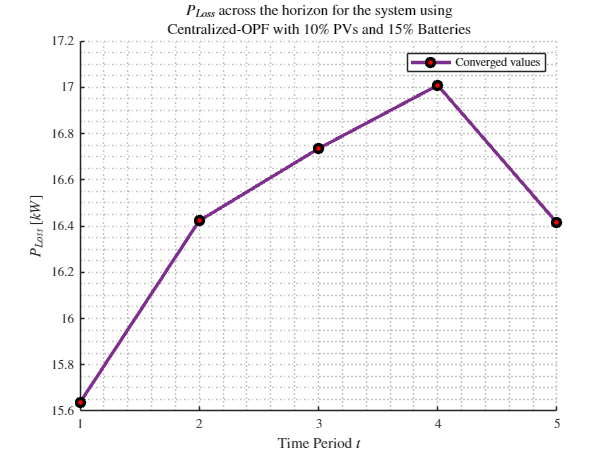 P_Loss across the horizon for the system using
Centralized-OPF with 10% PVs and 15% Batteries
17.2
Converged values
17
16.8
16.6
16.4
16.2
16
15.8
15.6
P_Loss [kW]
1 2 3 4 5
Time Period t